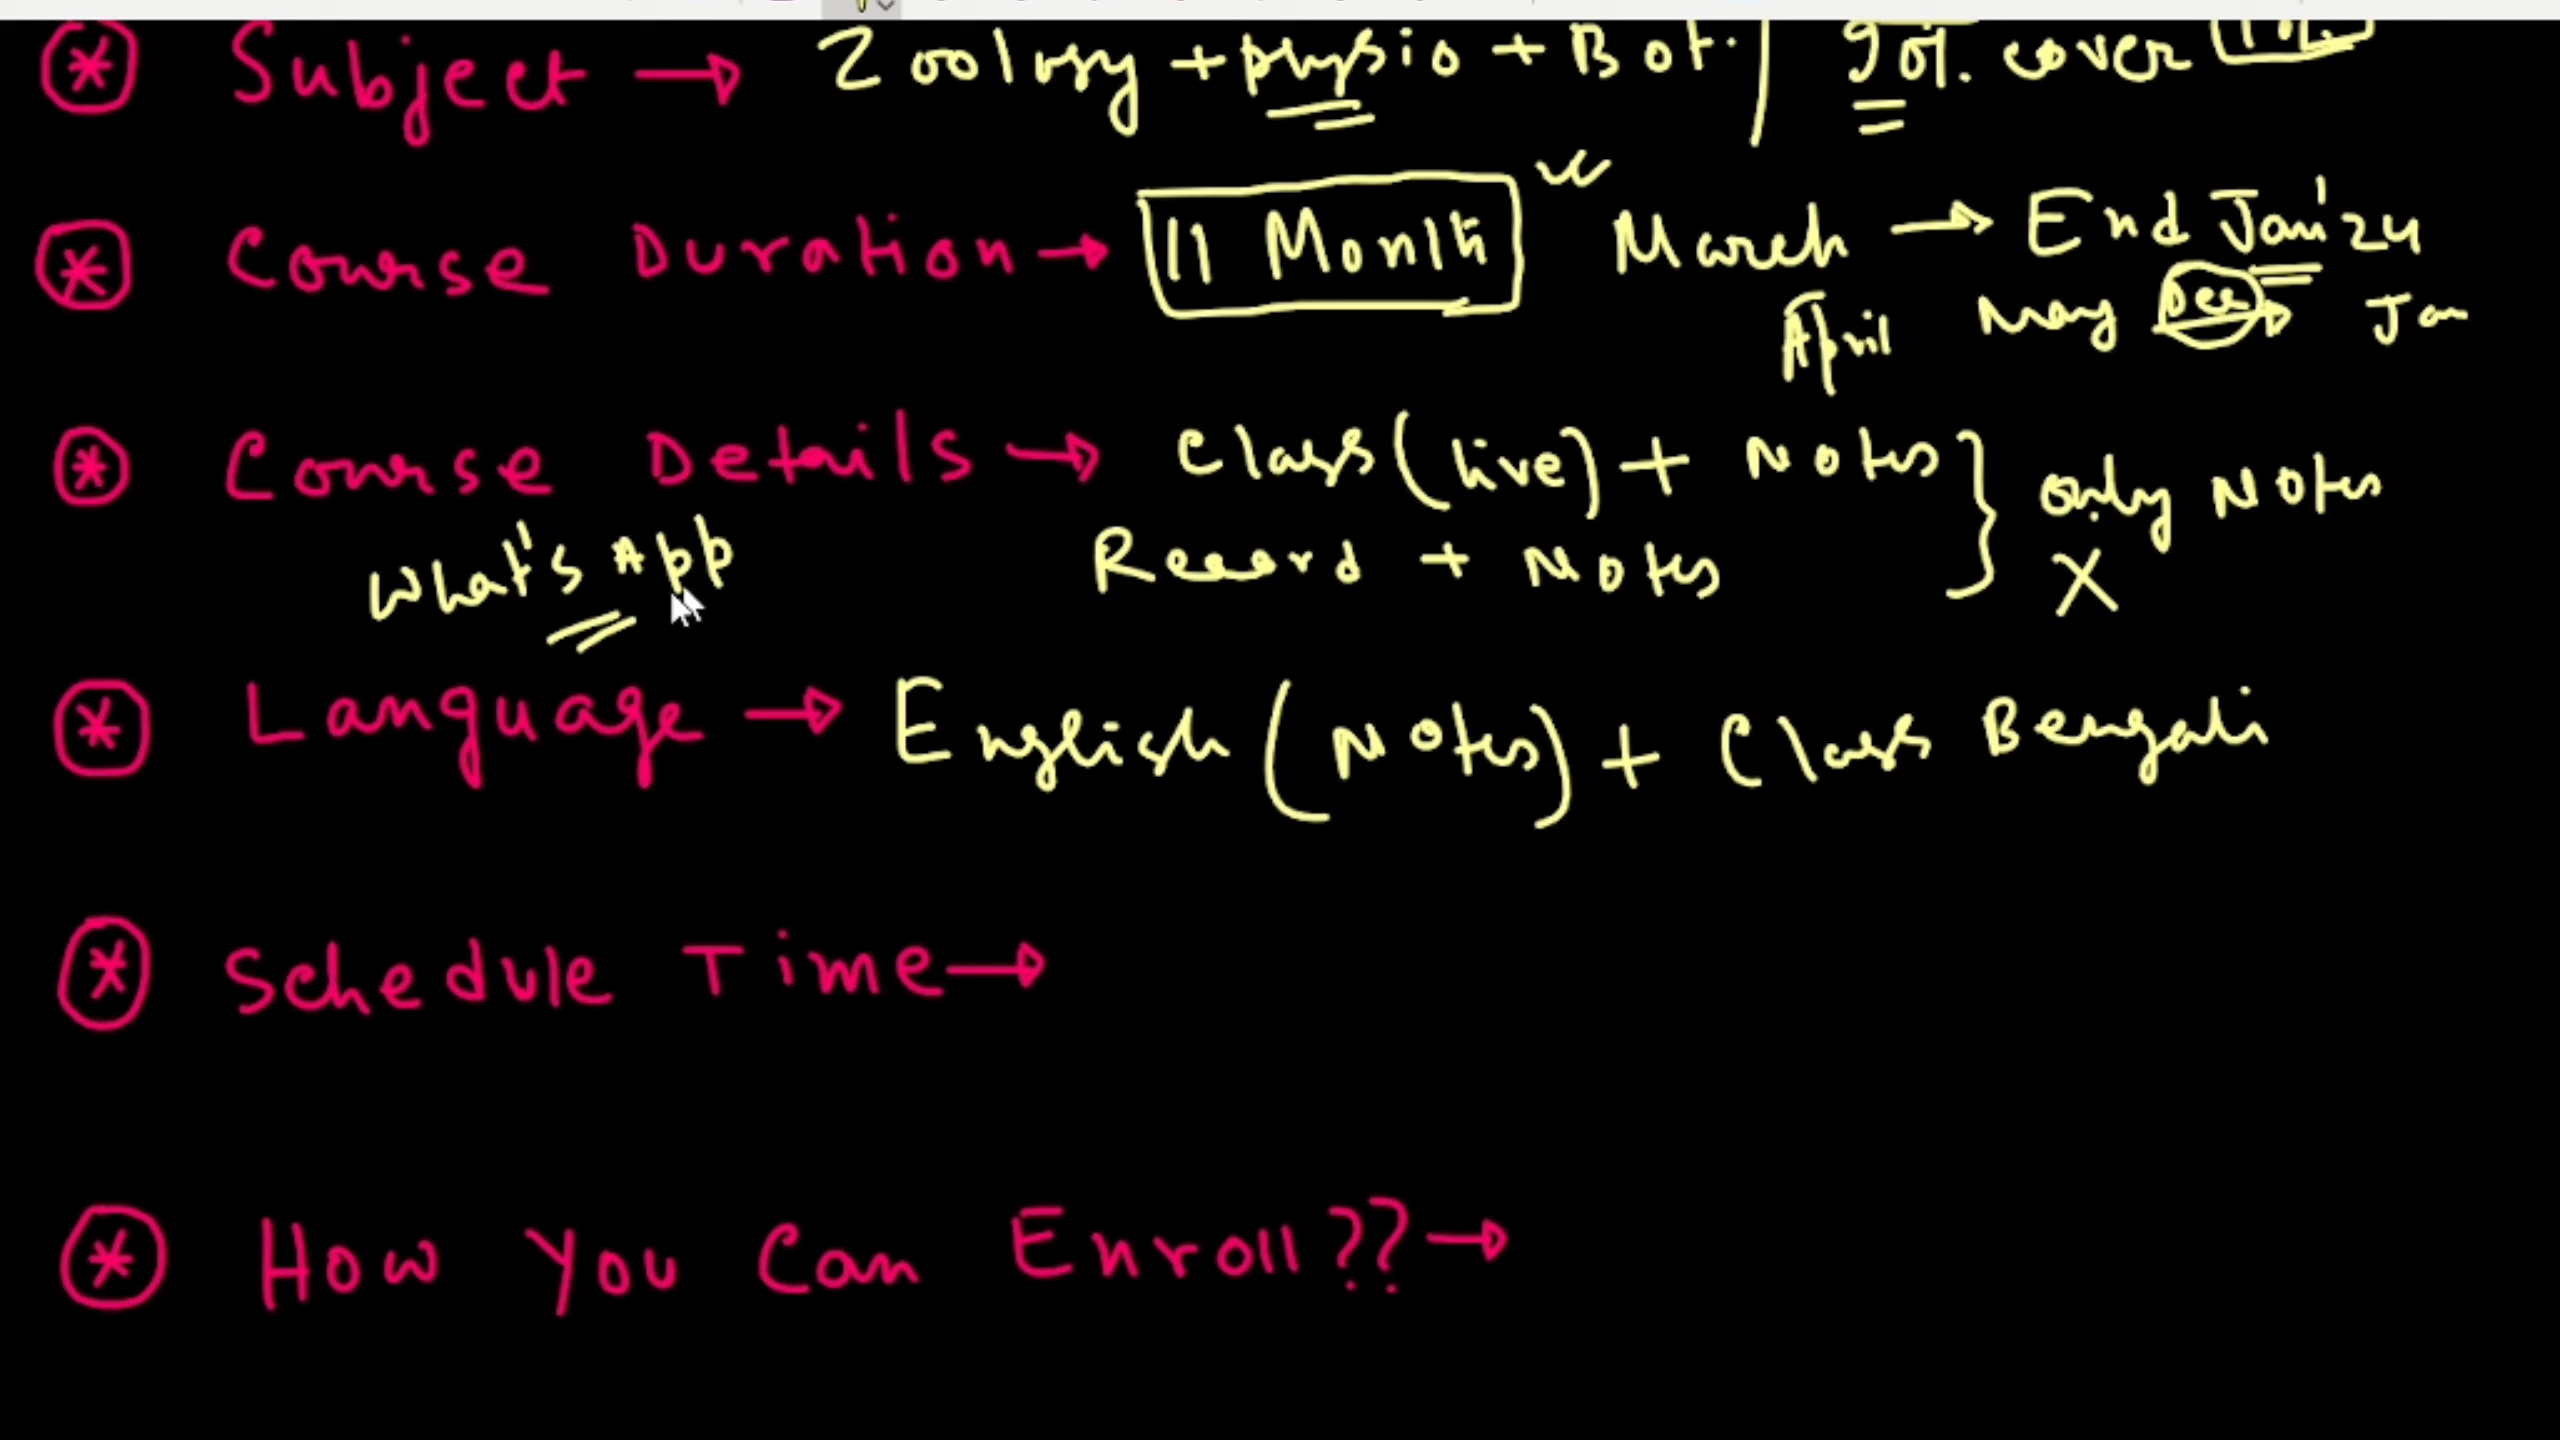 * Subject → Zoology + physio + Bot. / 90%. cover
* Course Duration → 11 Month March → End Jan'24
April May Dec → Jan
* Course Details → Class (live) + Notes } only Notes
What's App Record + Notes X
* Language → English (Notes) + Class Bengali
* Schedule Time →
* How You Can Enroll?? →